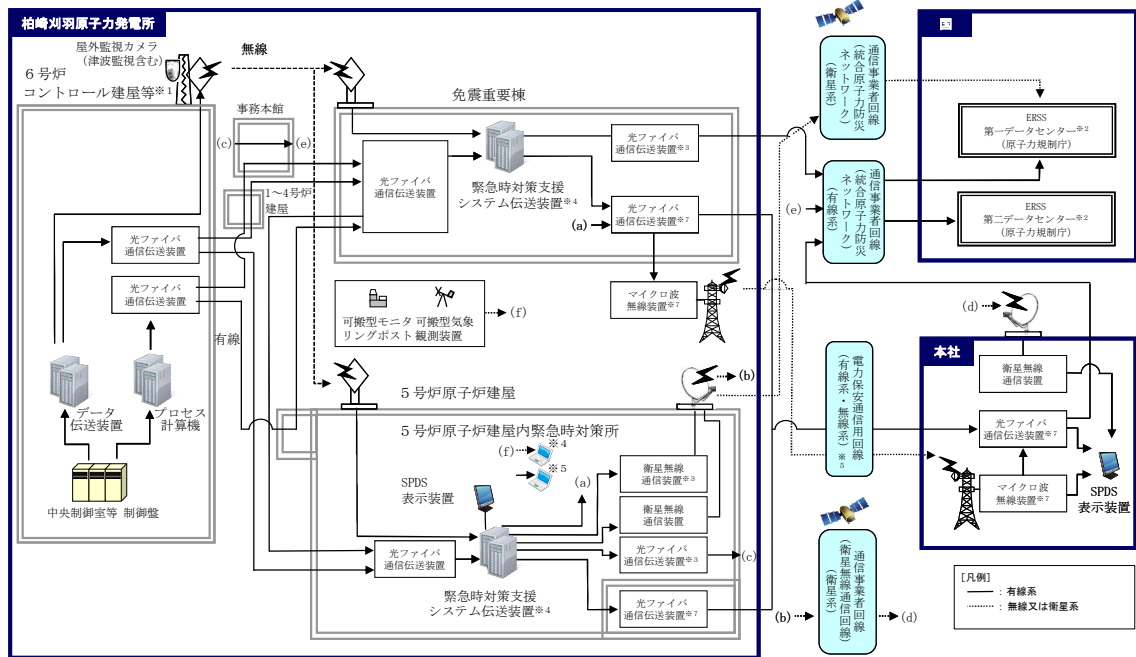 柏崎刈羽原子力発電所
屋外監視カメラ
(津波監視含む)
無線
6号炉
コントロール建屋等※1
事務本館
(c)
(e)
1～4号炉
建屋
光ファイバ
通信伝送装置
光ファイバ
通信伝送装置
有線
データ
伝送装置
プロセス
計算機
中央制御室等 制御盤
免震重要棟
光ファイバ
通信伝送装置
緊急時対策支援
システム伝送装置※4
光ファイバ
通信伝送装置※3
(a)
光ファイバ
通信伝送装置※7
マイクロ波
無線装置※7
可搬型モニタ
リングポスト
可搬型気象
観測装置
(f)
5号炉原子炉建屋
(b)
5号炉原子炉建屋内緊急時対策所
(f)
※4
※5
SPDS
表示装置
(a)
衛星無線
通信装置※3
衛星無線
通信装置
光ファイバ
通信伝送装置
光ファイバ
通信伝送装置※3
(c)
緊急時対策支援
システム伝送装置※4
光ファイバ
通信伝送装置※7
通信事業者回線
(統合原子力防災
ネットワーク)
(衛星系)
(e)
通信事業者回線
(統合原子力防災
ネットワーク)
(有線系)
電力保安通信用回線
(有線系・無線系)
※5
(b)
通信事業者回線
(衛星無線通信回線)
(衛星系)
(d)
国
ERSS
第一データセンター※2
(原子力規制庁)
ERSS
第二データセンター※2
(原子力規制庁)
(d)
本社
衛星無線
通信装置
光ファイバ
通信伝送装置※7
マイクロ波
無線装置※7
SPDS
表示装置
[凡例]
：有線系
：無線又は衛星系